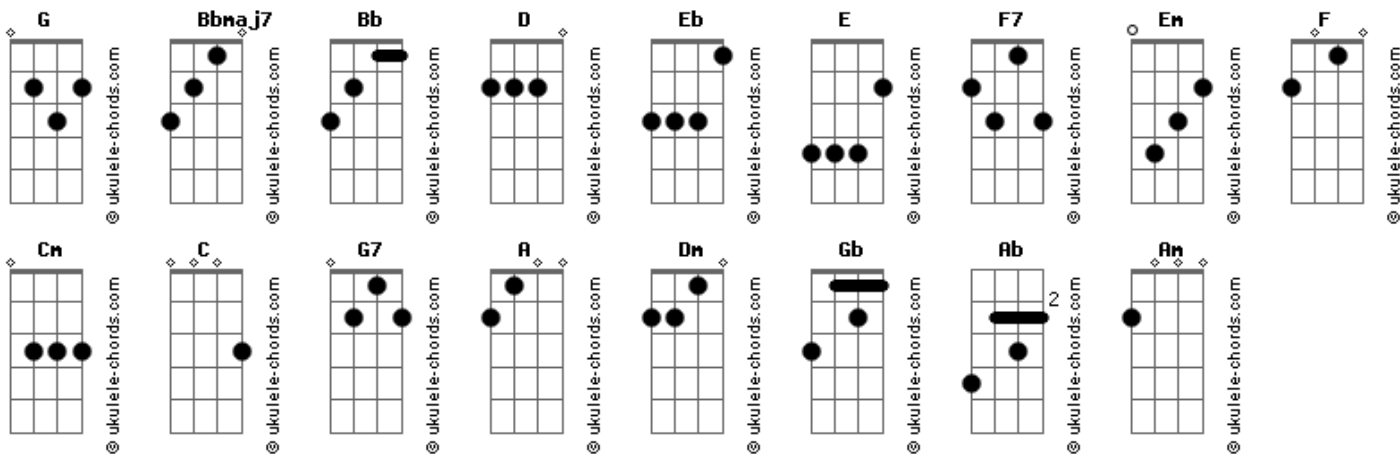 G Bbmaj7 Bb D Eb E F7 Em F
© ukulele-chords.com © ukulele-chords.com © ukulele-chords.com © ukulele-chords.com © ukulele-chords.com © ukulele-chords.com © ukulele-chords.com © ukulele-chords.com © ukulele-chords.com
Cm C G7 A Dm Gb Ab Am
2
© ukulele-chords.com © ukulele-chords.com © ukulele-chords.com © ukulele-chords.com © ukulele-chords.com © ukulele-chords.com © ukulele-chords.com © ukulele-chords.com